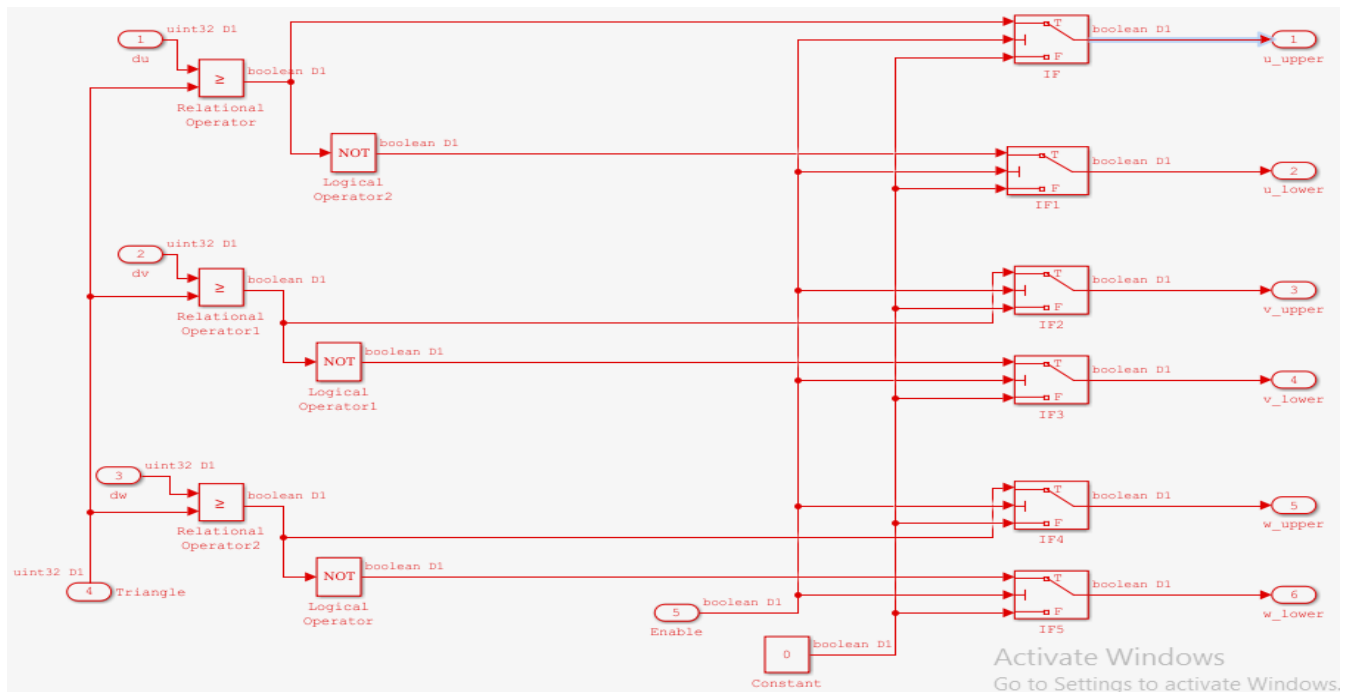 uint32 D1
1
du
≥
boolean D1
Relational
Operator
NOT
boolean D1
Logical
Operator2
T
F
IF
boolean D1
1
u_upper
T
F
IF1
boolean D1
2
u_lower
uint32 D1
2
dv
≥
boolean D1
Relational
Operator1
NOT
boolean D1
Logical
Operator1
T
F
IF2
boolean D1
3
v_upper
T
F
IF3
boolean D1
4
v_lower
uint32 D1
3
dw
≥
boolean D1
Relational
Operator2
NOT
boolean D1
Logical
Operator
T
F
IF4
boolean D1
5
w_upper
T
F
IF5
boolean D1
6
w_lower
uint32 D1
4
Triangle
5
boolean D1
Enable
0
boolean D1
Constant
Activate Windows
Go to Settings to activate Windows.